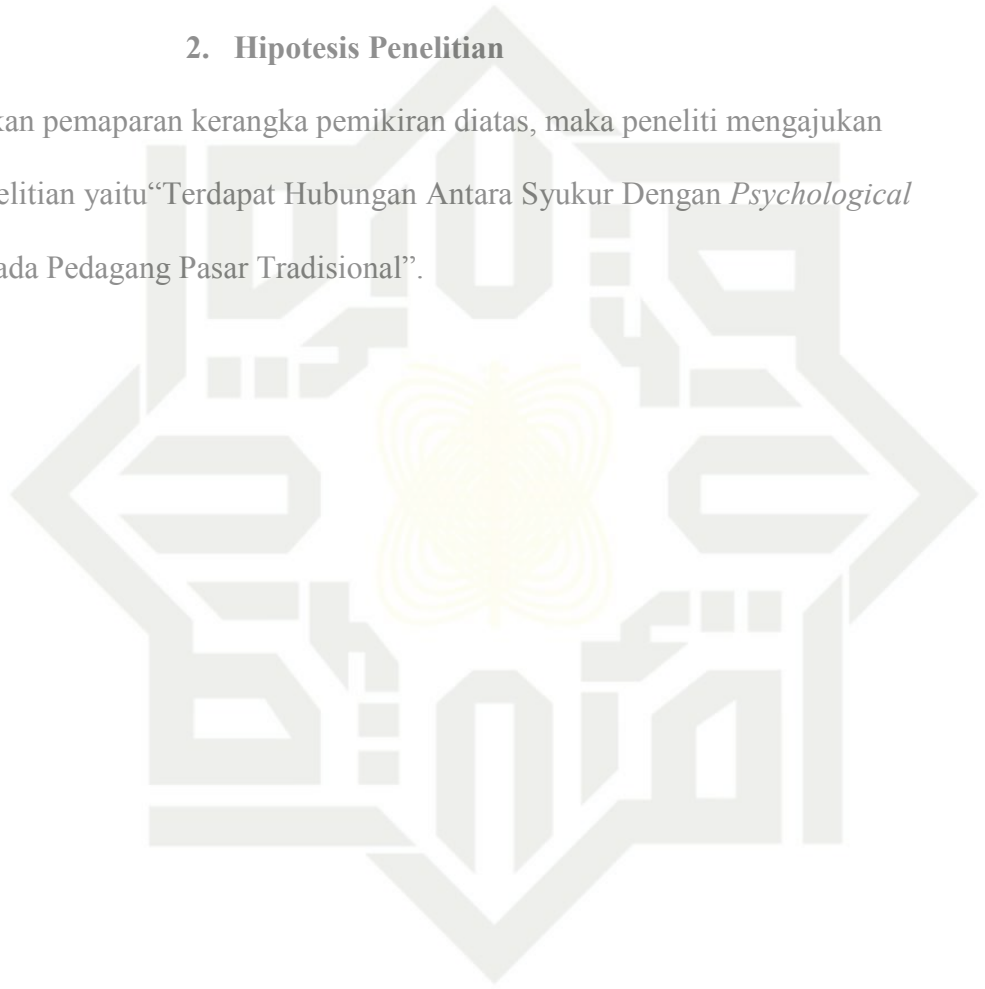 2. Hipotesis Penelitian
kan pemaparan kerangka pemikiran diatas, maka peneliti mengajukan
elitian yaitu“Terdapat Hubungan Antara Syukur Dengan Psychological
ada Pedagang Pasar Tradisional”.